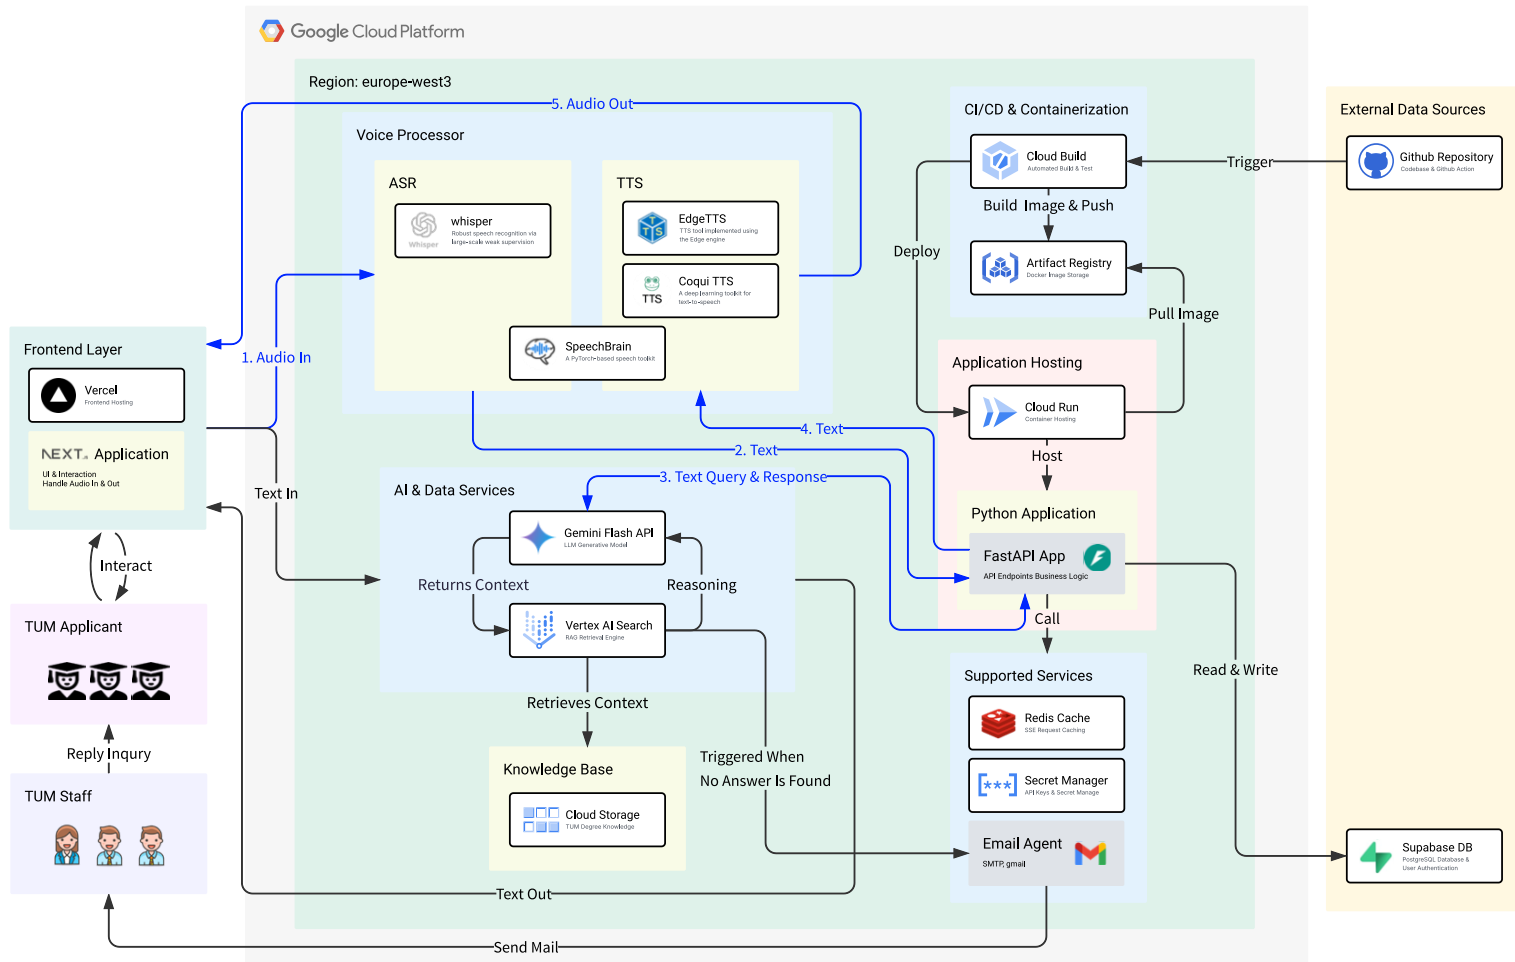 Google Cloud Platform
Region: europe-west3
5. Audio Out
Voice Processor
ASR
whisper
Robust speech recognition via
large-scale weak supervision
Whisper
TTS
EdgeTTS
TTS tool implemented using
the Edge engine
TTS
Coqui TTS
A deep learning toolkit for
text-to-speech
TTS
SpeechBrain
A PyTorch-based speech toolkit
1. Audio In
CI/CD & Containerization
Cloud Build
Automated Build & Test
Build Image & Push
Artifact Registry
Docker Image Storage
Deploy
Pull Image
Trigger
External Data Sources
Github Repository
Codebase & Github Action
Frontend Layer
Vercel
Frontend Hosting
NEXT.JS Application
UI & Interaction
Handle Audio In & Out
Text In
Interact
TUM Applicant
Reply Inqury
TUM Staff
Application Hosting
Cloud Run
Container Hosting
Host
Python Application
FastAPI App
API Endpoints Business Logic
Call
4. Text
2. Text
3. Text Query & Response
AI & Data Services
Gemini Flash API
LLM Generative Model
Returns Context
Reasoning
Vertex AI Search
RAG Retrieval Engine
Retrieves Context
Knowledge Base
Cloud Storage
TUM Degree Knowledge
Triggered When
No Answer Is Found
Supported Services
Redis Cache
SSE Request Caching
[***]
Secret Manager
API Keys & Secret Manage
Email Agent
SMTP, gmail
Read & Write
Supabase DB
PostgreSQL Database &
User Authentication
Text Out
Send Mail